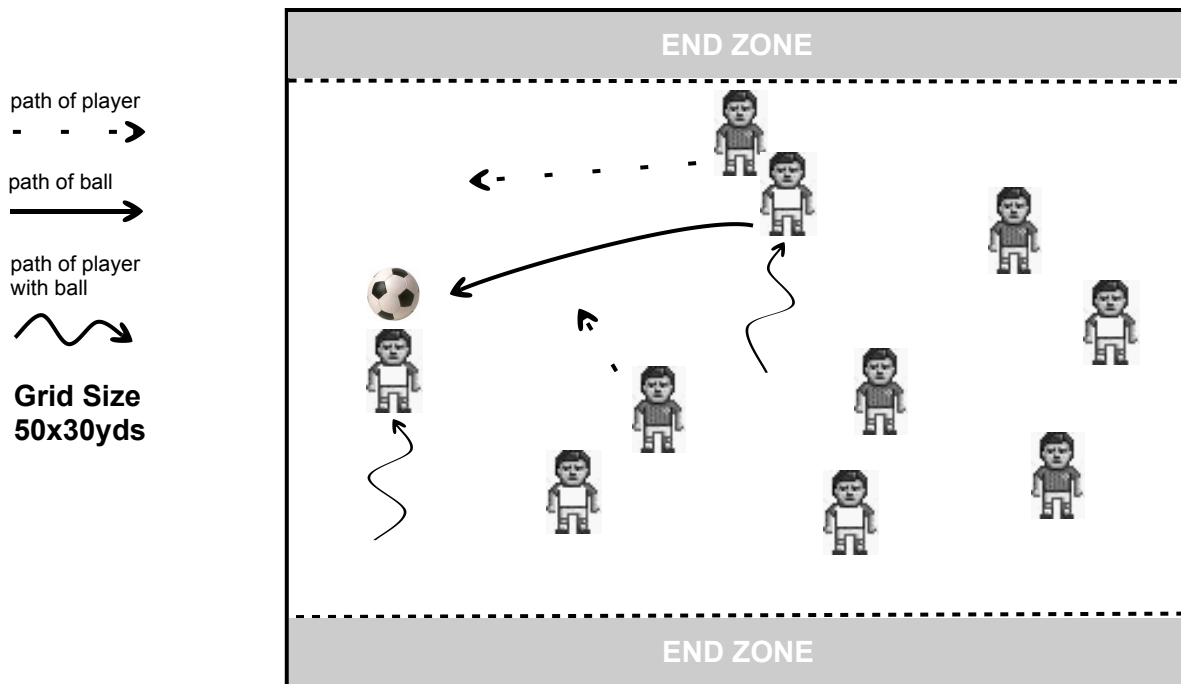 END ZONE
path of player
path of ball
path of player
with ball
Grid Size
50x30yds
END ZONE